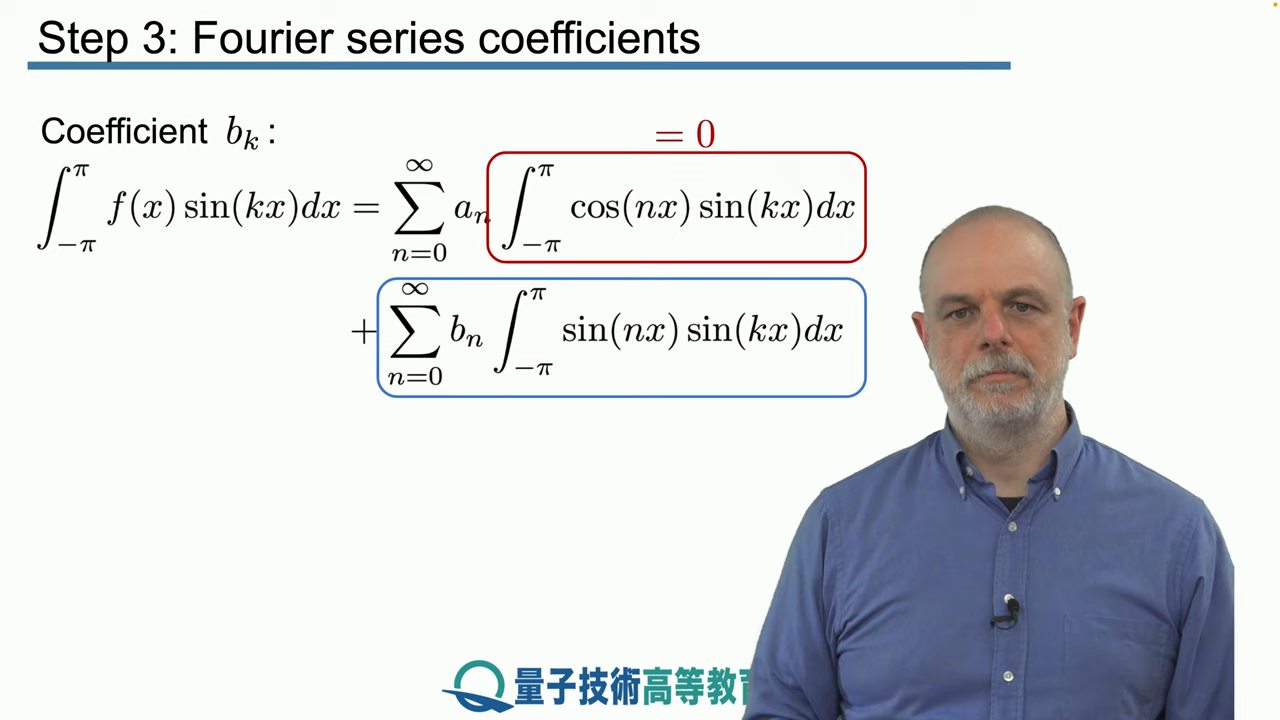 Step 3: Fourier series coefficients
Coefficient b_k :
= 0
∫_{−π}^{π} f(x) sin(kx)dx = ∑_{n=0}^{∞} a_n ∫_{−π}^{π} cos(nx) sin(kx)dx
+ ∑_{n=0}^{∞} b_n ∫_{−π}^{π} sin(nx) sin(kx)dx
量子技術高等教育